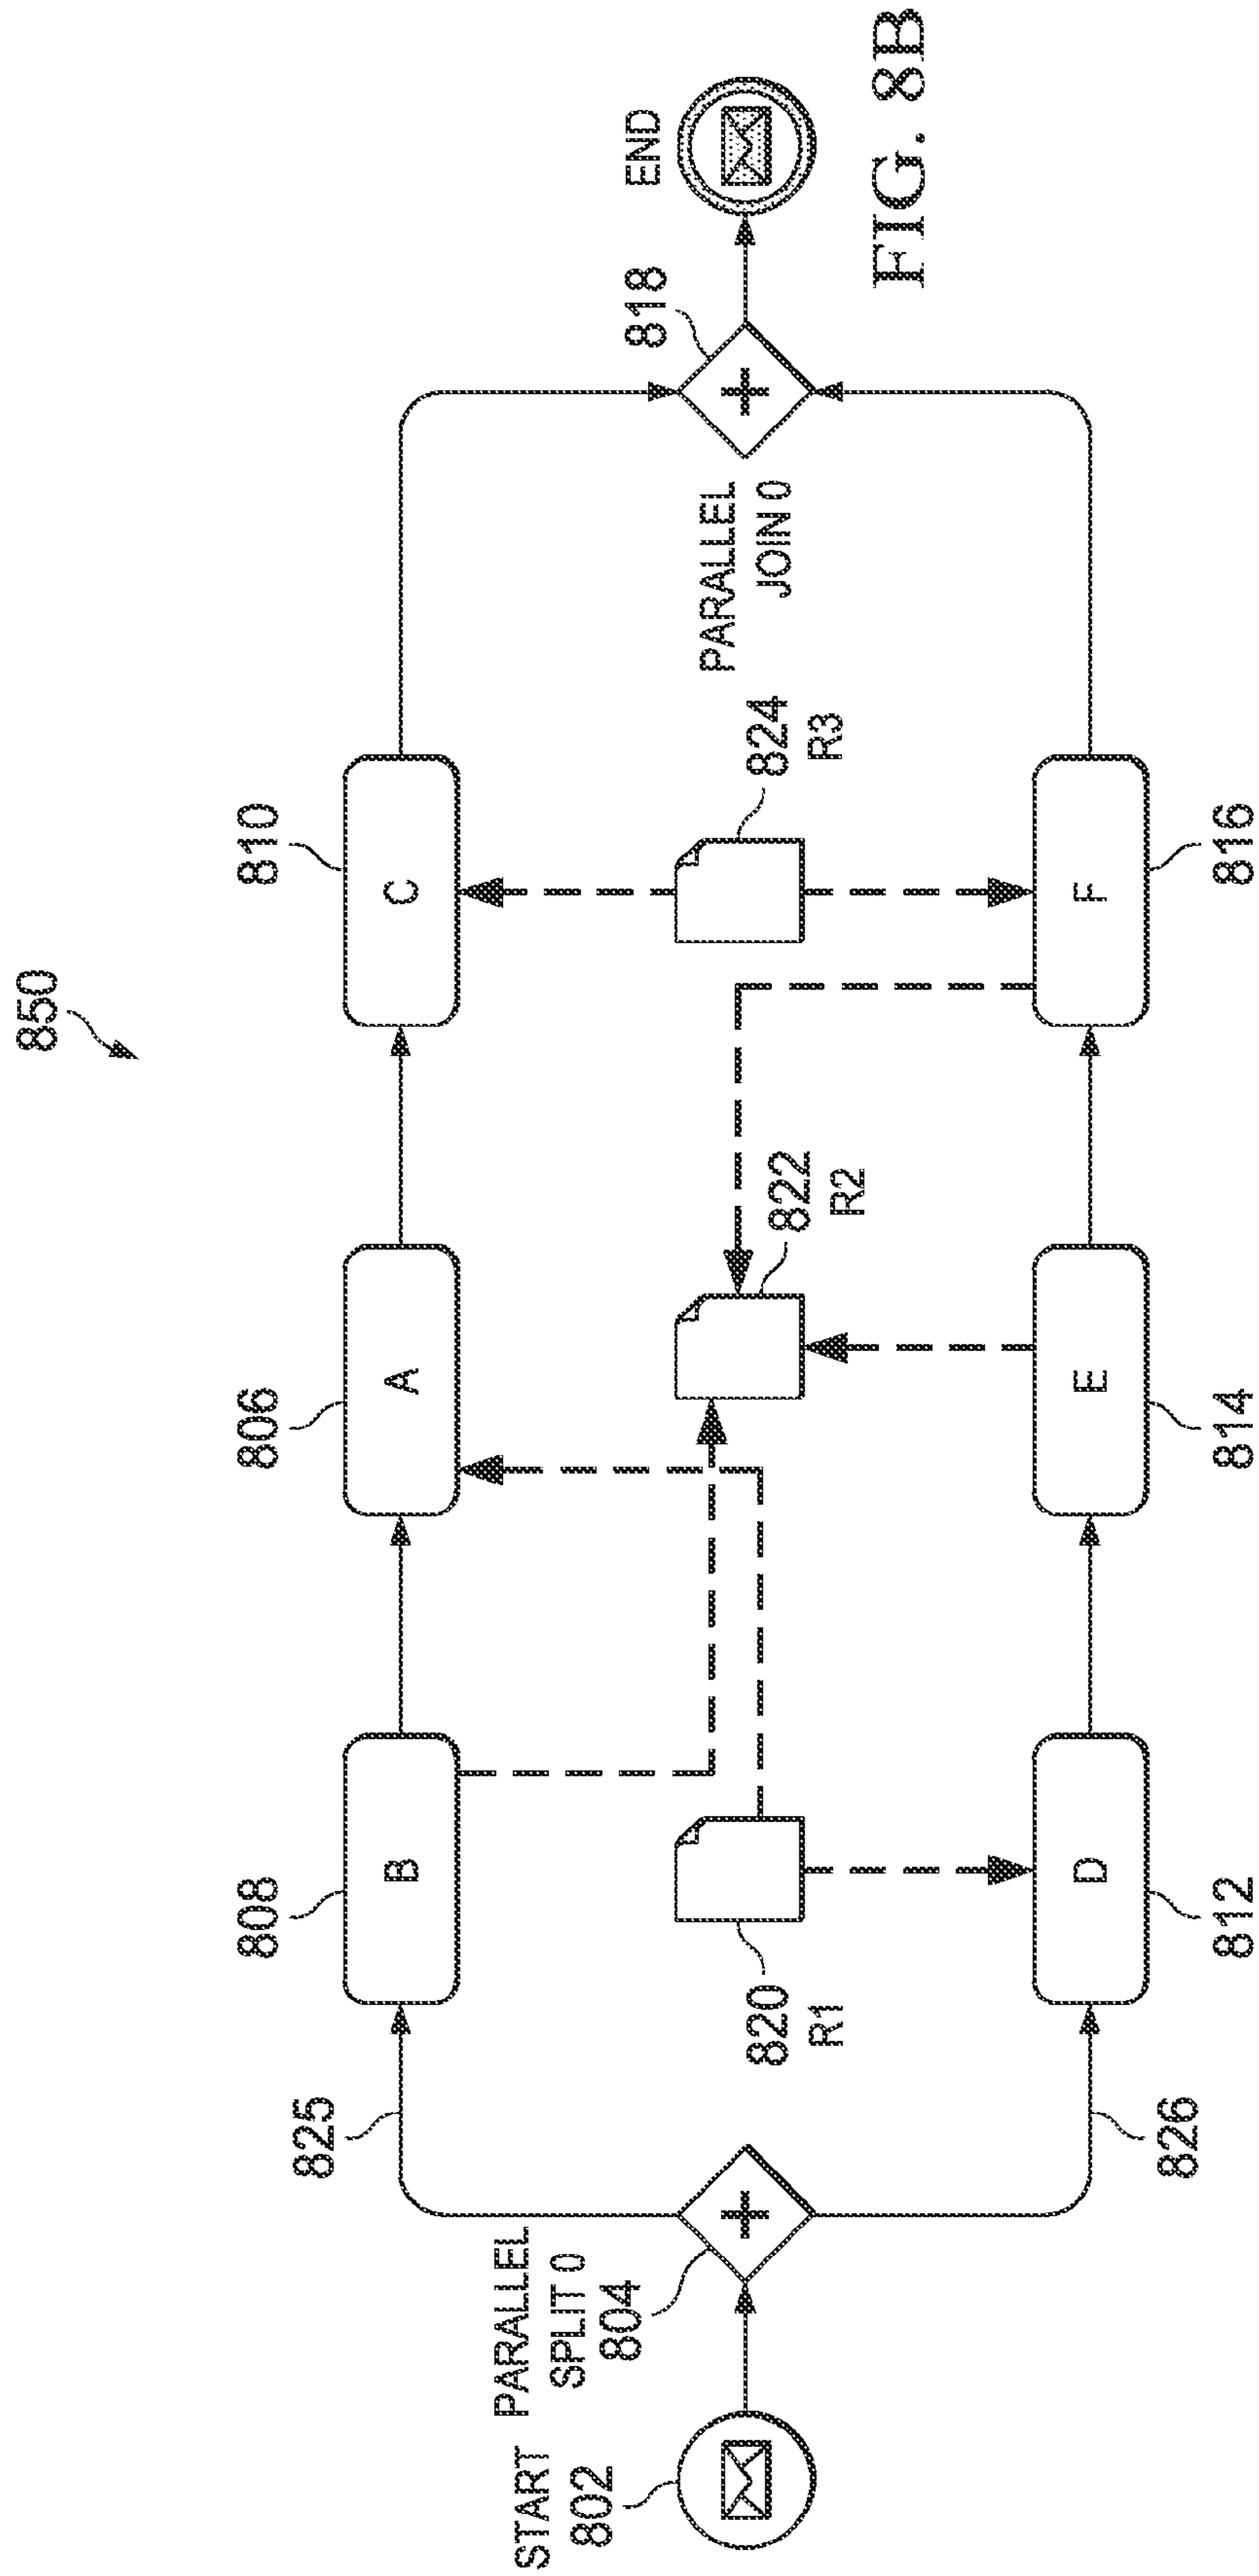 850
825
808
806
810
B
A
C
PARALLEL
SPLIT 0
804
START
802
820
R1
822
R2
824
R3
PARALLEL
JOIN 0
818
END
D
E
F
826
812
814
816
FIG. 8B